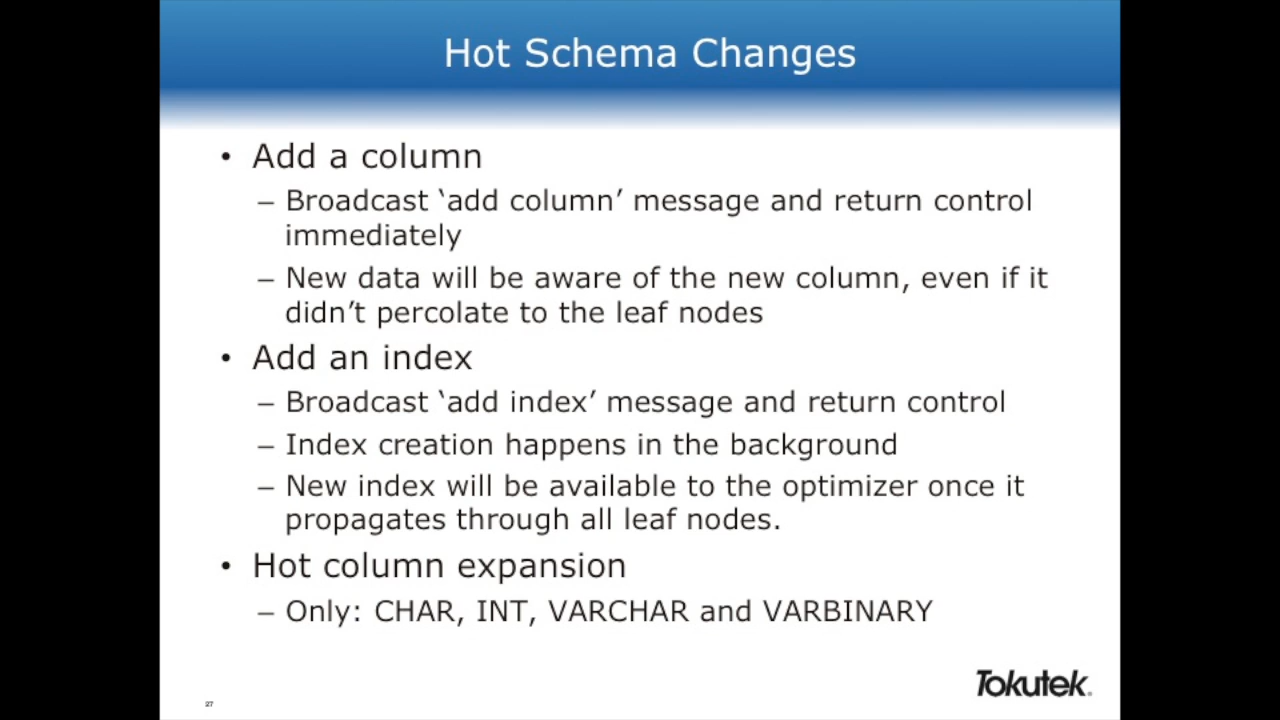 Hot Schema Changes
• Add a column
– Broadcast ‘add column’ message and return control
immediately
– New data will be aware of the new column, even if it
didn’t percolate to the leaf nodes
• Add an index
– Broadcast ‘add index’ message and return control
– Index creation happens in the background
– New index will be available to the optimizer once it
propagates through all leaf nodes.
• Hot column expansion
– Only: CHAR, INT, VARCHAR and VARBINARY
Tokutek®
27